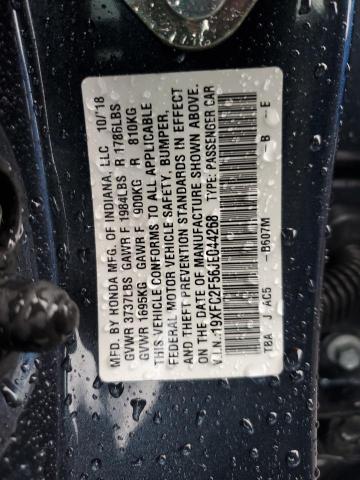 MFD. BY HONDA MFG. OF INDIANA, LLC 10/18
GVWR 3737LBS GAWR F 1984LBS R 1786LBS
GVWR 1695KG GAWR F 900KG R 810KG
THIS VEHICLE CONFORMS TO ALL APPLICABLE
FEDERAL MOTOR VEHICLE SAFETY, BUMPER,
AND THEFT PREVENTION STANDARDS IN EFFECT
ON THE DATE OF MANUFACTURE SHOWN ABOVE.
V.I.N.:19XFC2F56JE044268 TYPE: PASSENGER CAR
TBA J AC5 - B607M - B - E